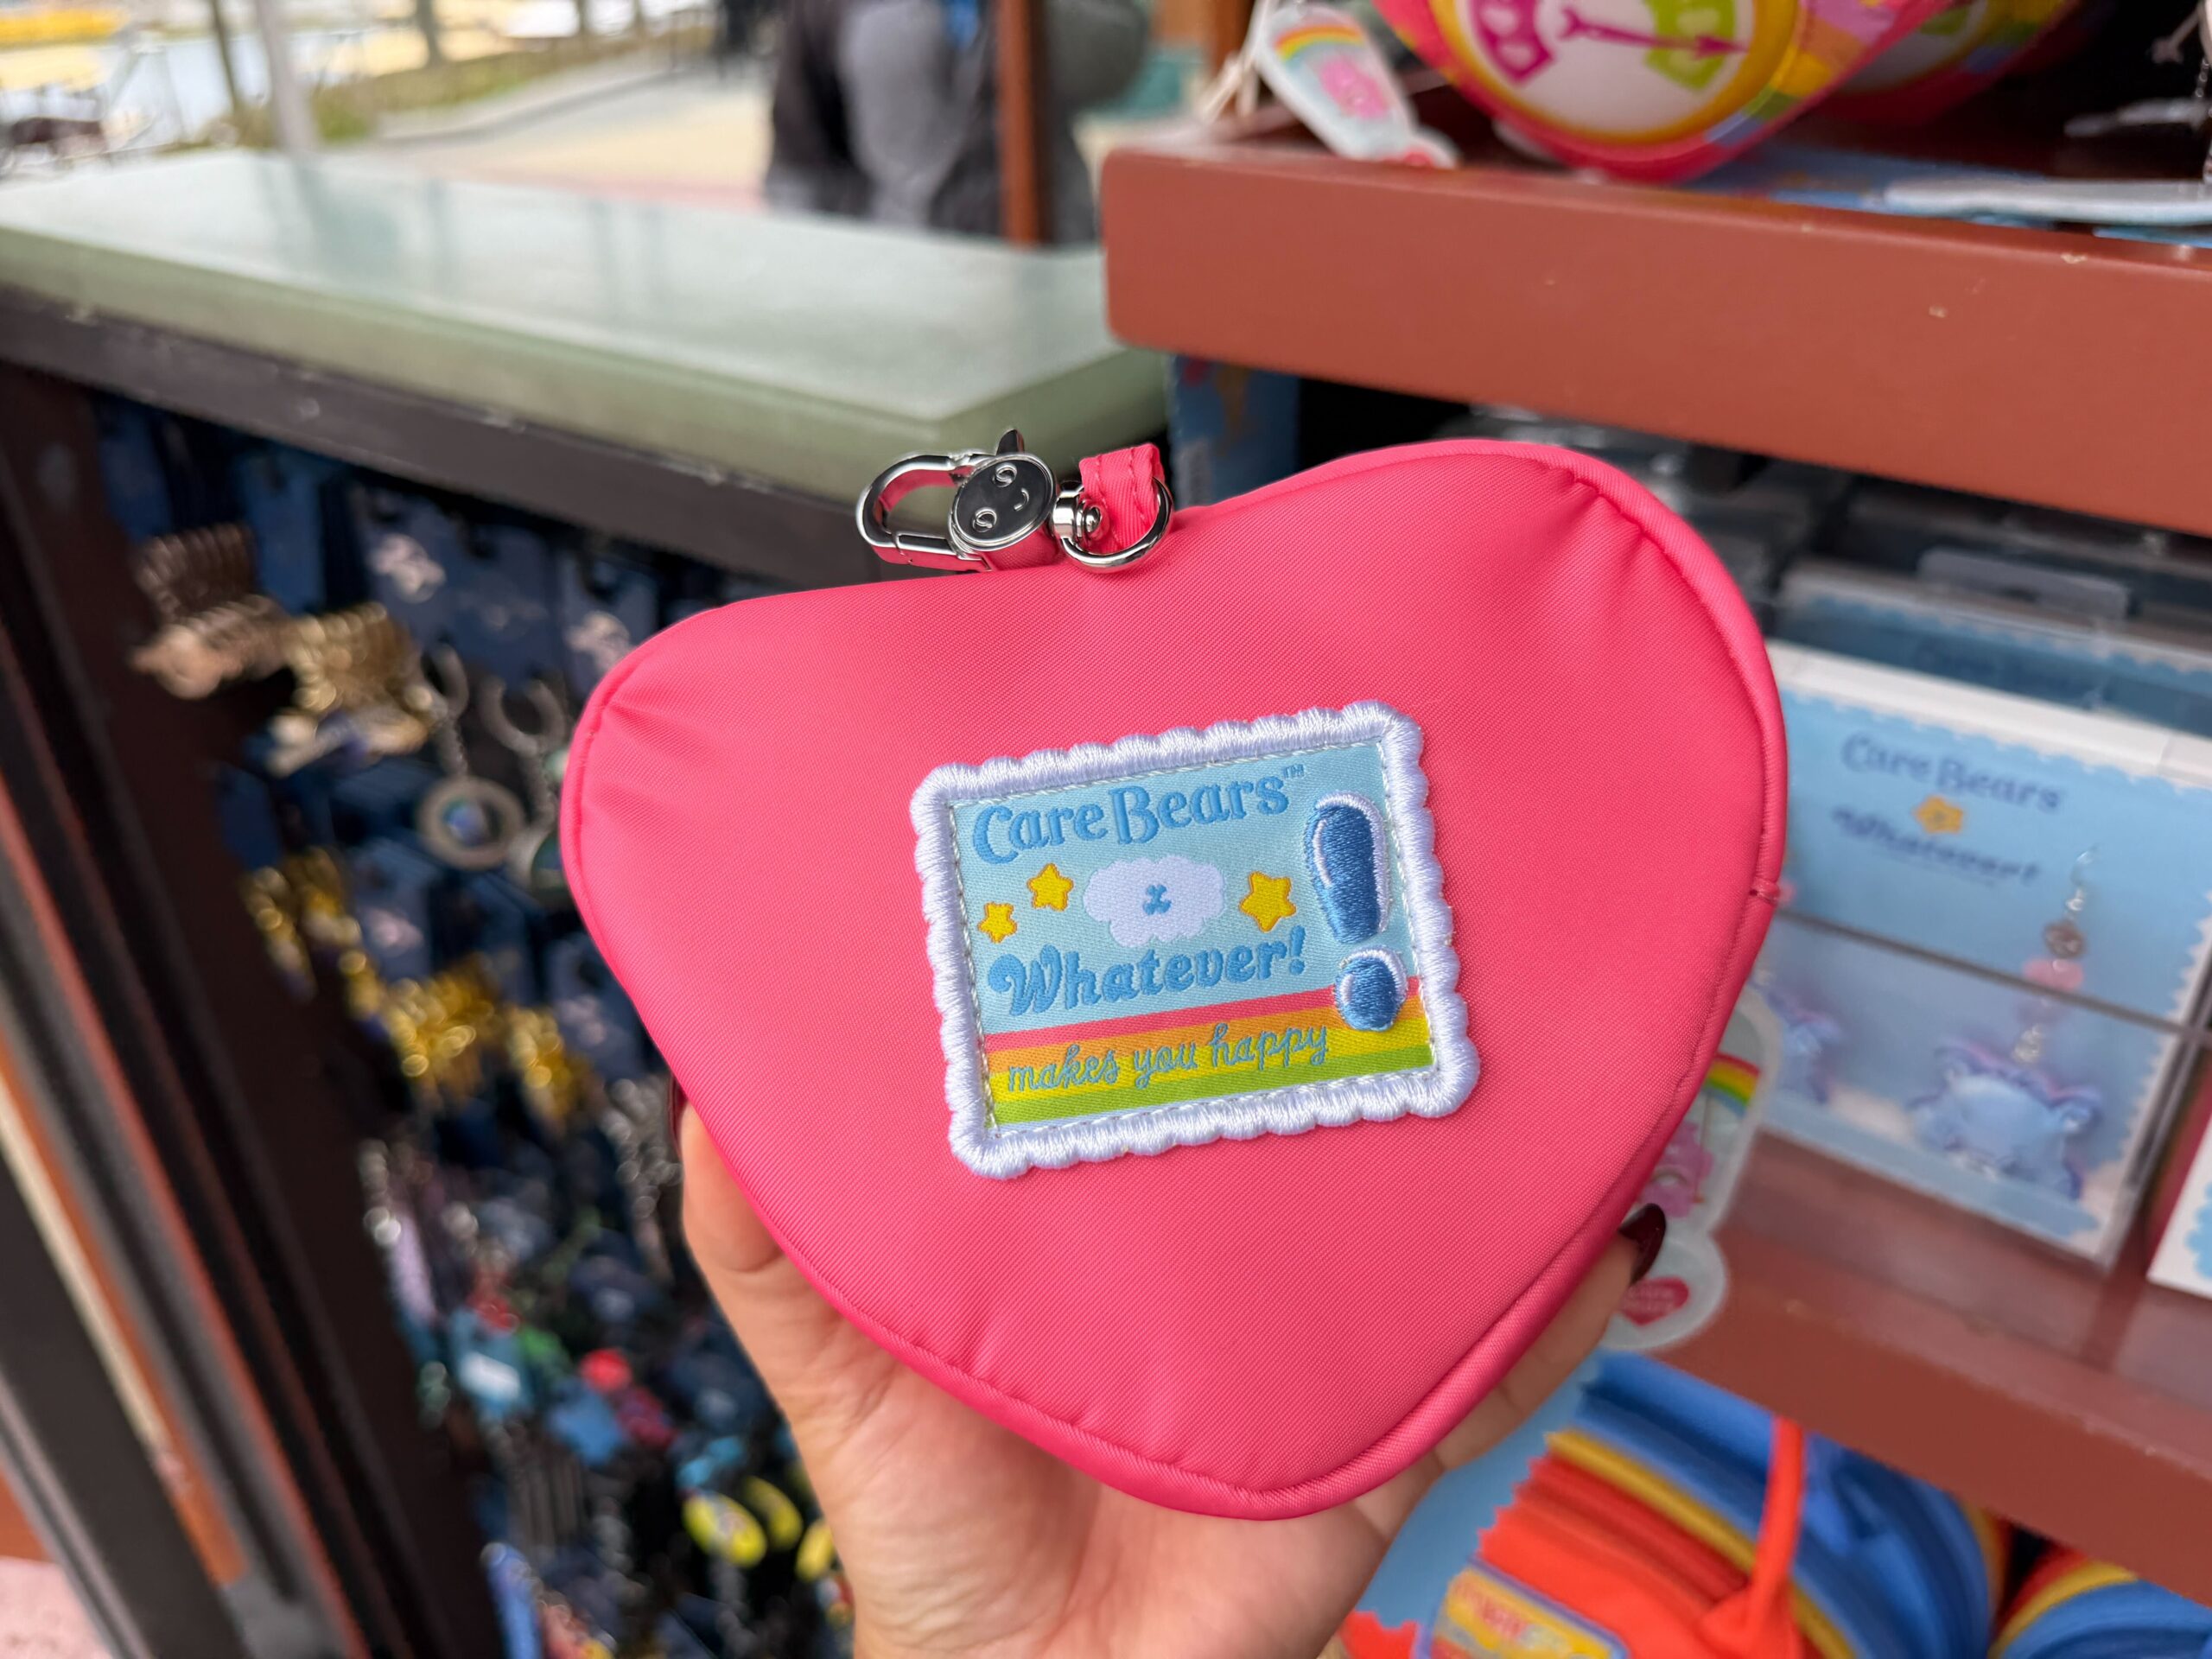 Care Bears™
x
Whatever!
makes you happy
!
Care Bears
Whatever!